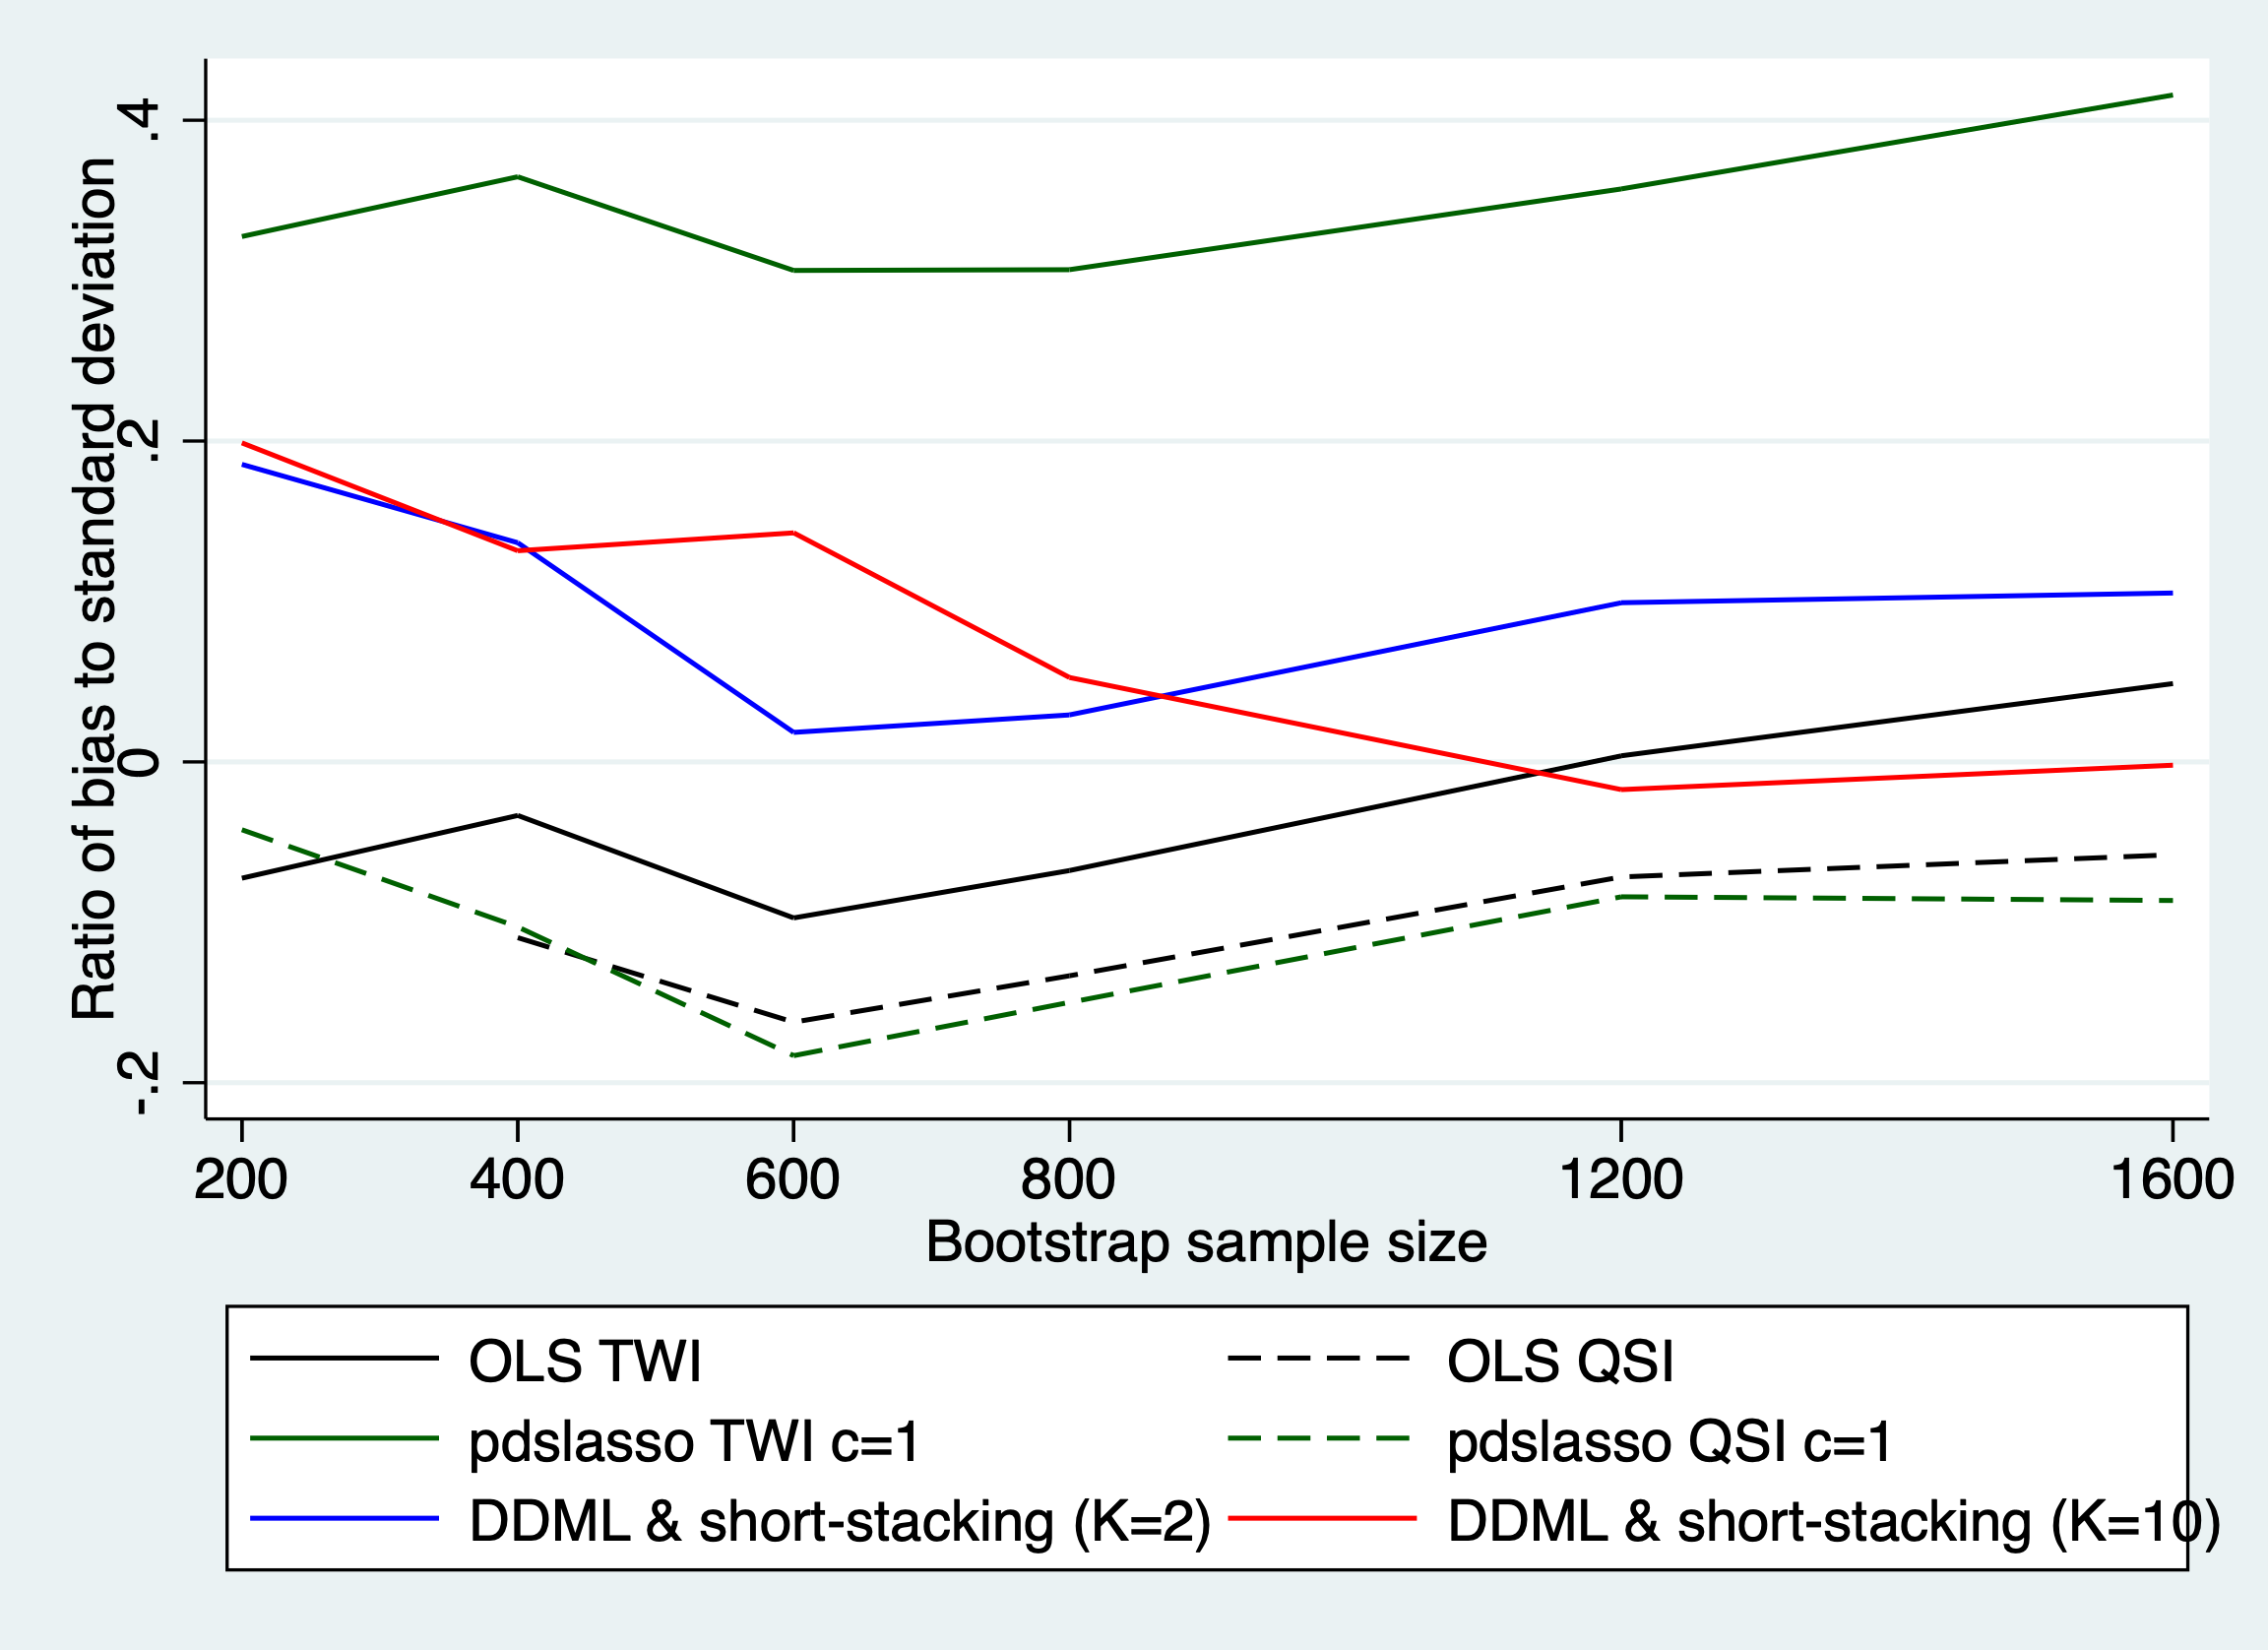 Ratio of bias to standard deviation
.4
.2
0
-.2
200 400 600 800 1200 1600
Bootstrap sample size
OLS TWI
OLS QSI
pdslasso TWI c=1
pdslasso QSI c=1
DDML & short-stacking (K=2)
DDML & short-stacking (K=10)